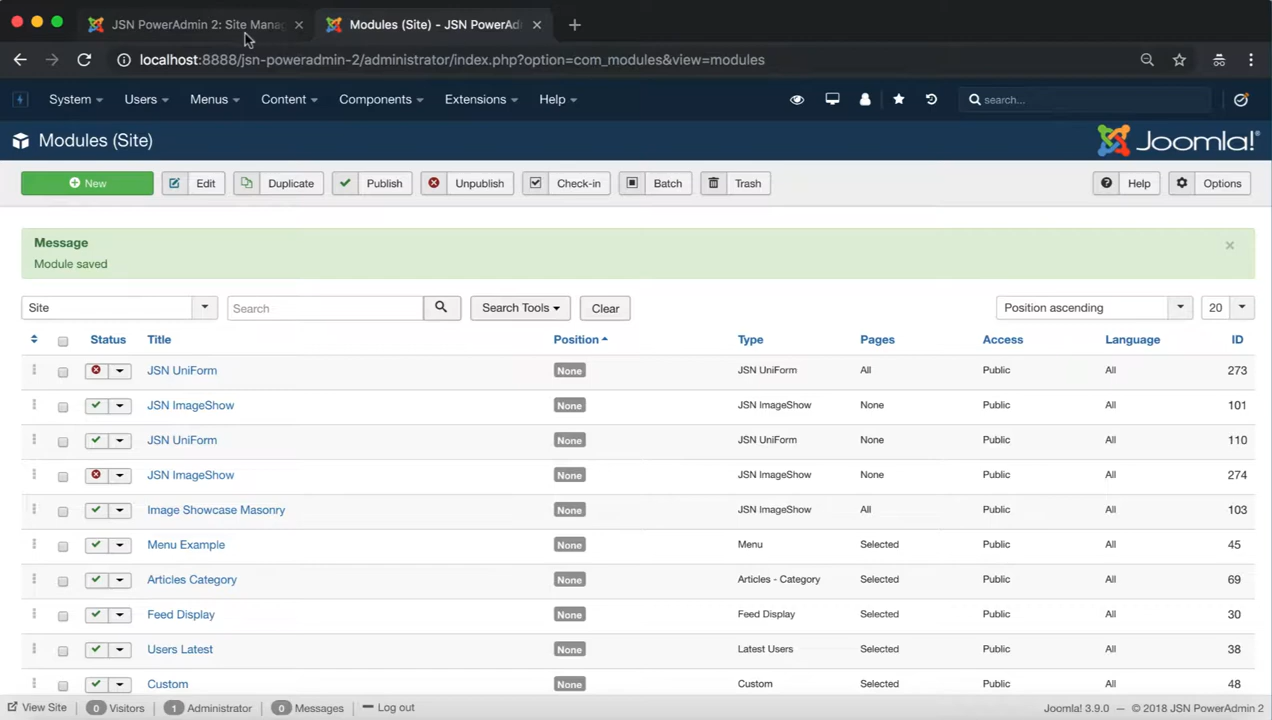 JSN PowerAdmin 2: Site Mana
Modules (Site) - JSN PowerAd
localhost:8888/jsn-poweradmin-2/administrator/index.php?option=com_modules&view=modules
System Users Menus Content Components Extensions Help search...
Modules (Site) Joomla!®
New Edit Duplicate Publish Unpublish Check-in Batch Trash Help Options
Message
Module saved
Site Search Search Tools Clear Position ascending 20
Status Title Position Type Pages Access Language ID
JSN UniForm None JSN UniForm All Public All 273
JSN ImageShow None JSN ImageShow None Public All 101
JSN UniForm None JSN UniForm None Public All 110
JSN ImageShow None JSN ImageShow None Public All 274
Image Showcase Masonry None JSN ImageShow All Public All 103
Menu Example None Menu Selected Public All 45
Articles Category None Articles - Category Selected Public All 69
Feed Display None Feed Display Selected Public All 30
Users Latest None Latest Users Selected Public All 38
Custom None Custom Selected Public All 48
View Site 0 Visitors 1 Administrator 0 Messages Log out Joomla! 3.9.0 — © 2018 JSN PowerAdmin 2